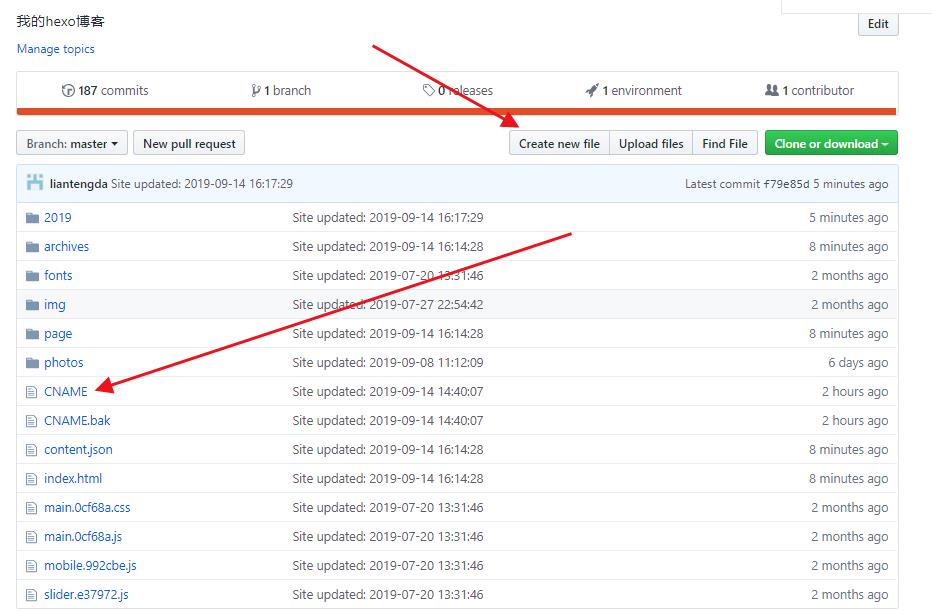 我的hexo博客
Edit
Manage topics
187 commits 1 branch 0 releases 1 environment 1 contributor
Branch: master New pull request Create new file Upload files Find File Clone or download
liantengda Site updated: 2019-09-14 16:17:29 Latest commit f79e85d 5 minutes ago
2019 Site updated: 2019-09-14 16:17:29 5 minutes ago
archives Site updated: 2019-09-14 16:14:28 8 minutes ago
fonts Site updated: 2019-07-20 13:31:46 2 months ago
img Site updated: 2019-07-27 22:54:42 2 months ago
page Site updated: 2019-09-14 16:14:28 8 minutes ago
photos Site updated: 2019-09-08 11:12:09 6 days ago
CNAME Site updated: 2019-09-14 14:40:07 2 hours ago
CNAME.bak Site updated: 2019-09-14 14:40:07 2 hours ago
content.json Site updated: 2019-09-14 16:14:28 8 minutes ago
index.html Site updated: 2019-09-14 16:14:28 8 minutes ago
main.0cf68a.css Site updated: 2019-07-20 13:31:46 2 months ago
main.0cf68a.js Site updated: 2019-07-20 13:31:46 2 months ago
mobile.992cbe.js Site updated: 2019-07-20 13:31:46 2 months ago
slider.e37972.js Site updated: 2019-07-20 13:31:46 2 months ago